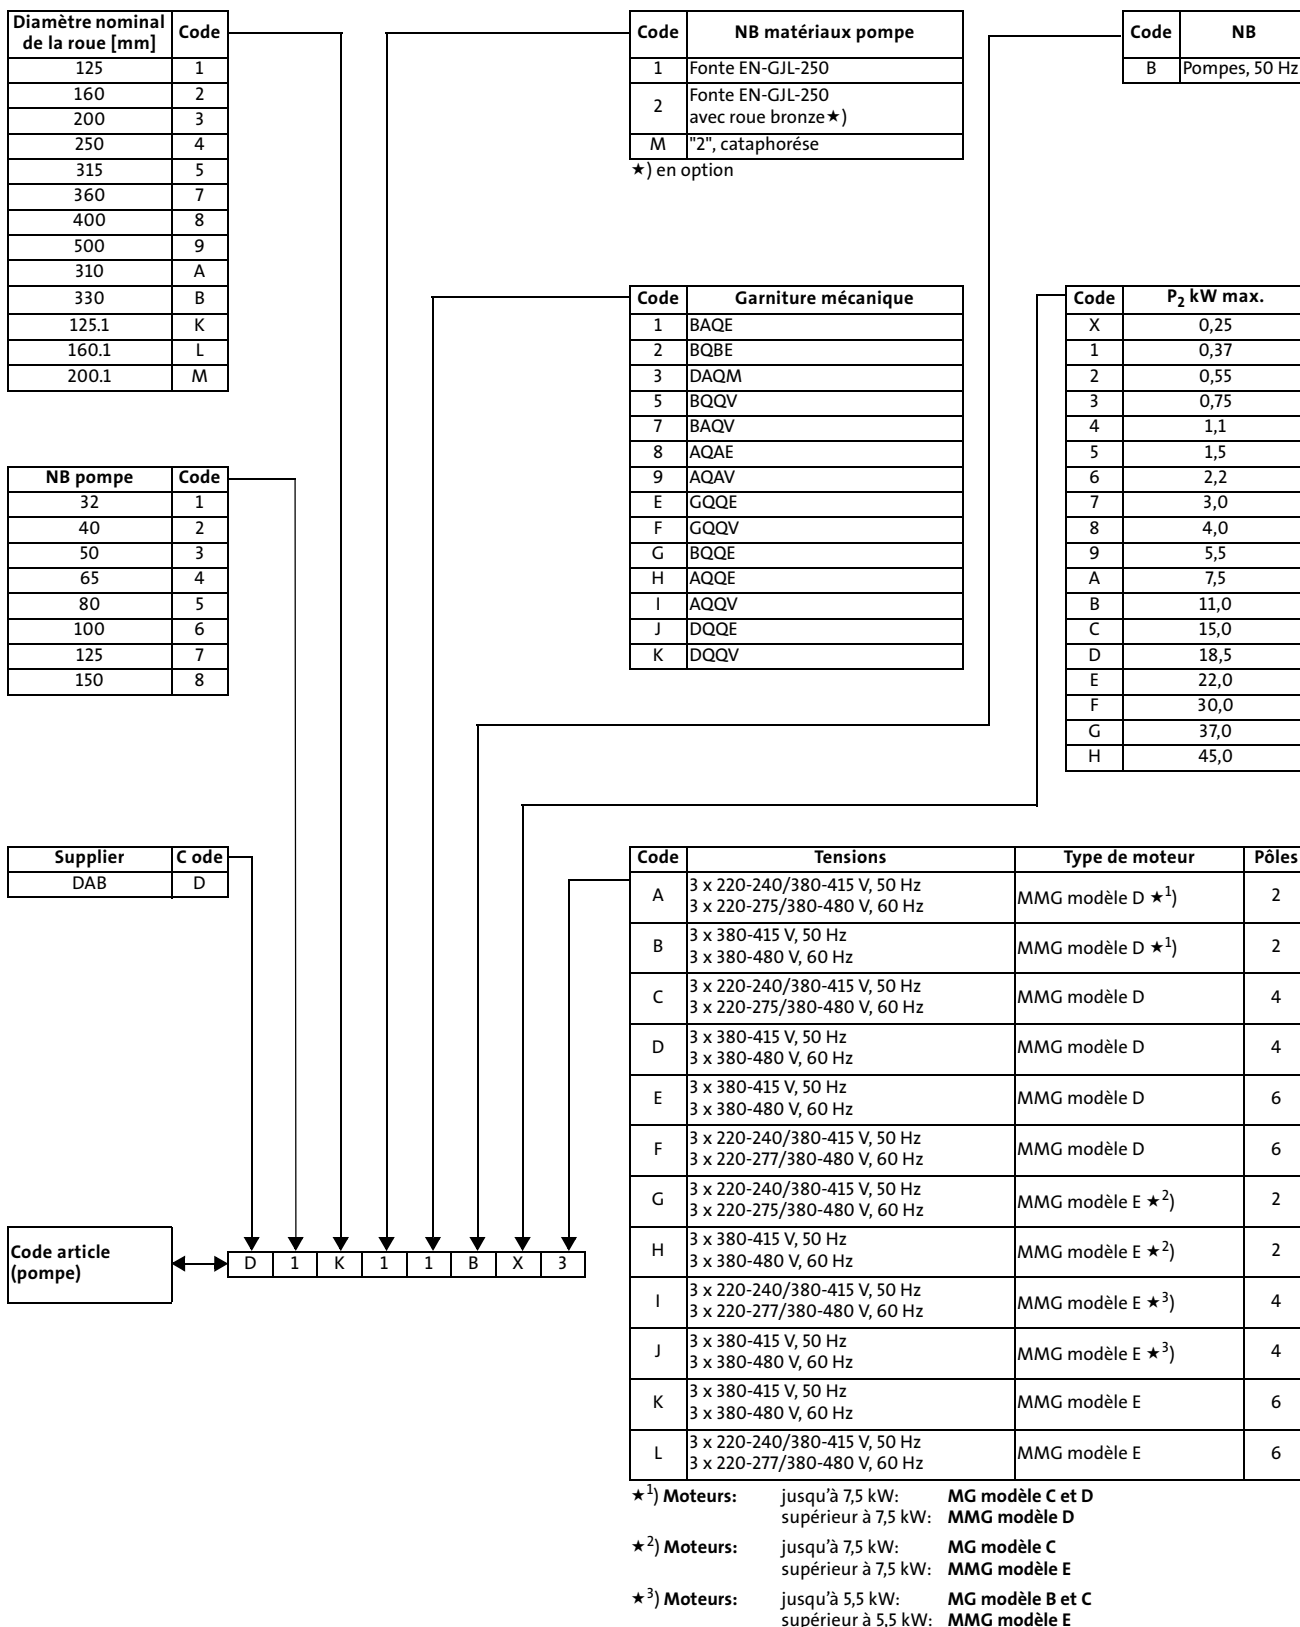 Diamètre nominal de la roue [mm] Code
125 1
160 2
200 3
250 4
315 5
360 7
400 8
500 9
310 A
330 B
125.1 K
160.1 L
200.1 M
Code NB matériaux pompe
1 Fonte EN-GJL-250
2 Fonte EN-GJL-250
avec roue bronze★)
M "2", cataphorése
★) en option
Code NB
B Pompes, 50 Hz
NB pompe Code
32 1
40 2
50 3
65 4
80 5
100 6
125 7
150 8
Code Garniture mécanique
1 BAQE
2 BQBE
3 DAQM
5 BQQV
7 BAQV
8 AQAE
9 AQAV
E GQQE
F GQQV
G BQQE
H AQQE
I AQQV
J DQQE
K DQQV
Code P2 kW max.
X 0,25
1 0,37
2 0,55
3 0,75
4 1,1
5 1,5
6 2,2
7 3,0
8 4,0
9 5,5
A 7,5
B 11,0
C 15,0
D 18,5
E 22,0
F 30,0
G 37,0
H 45,0
Supplier C ode
DAB D
Code article
(pompe)
D 1 K 1 1 B X 3
Code Tensions Type de moteur Pôles
A 3 x 220-240/380-415 V, 50 Hz
3 x 220-275/380-480 V, 60 Hz MMG modèle D ★1) 2
B 3 x 380-415 V, 50 Hz
3 x 380-480 V, 60 Hz MMG modèle D ★1) 2
C 3 x 220-240/380-415 V, 50 Hz
3 x 220-275/380-480 V, 60 Hz MMG modèle D 4
D 3 x 380-415 V, 50 Hz
3 x 380-480 V, 60 Hz MMG modèle D 4
E 3 x 380-415 V, 50 Hz
3 x 380-480 V, 60 Hz MMG modèle D 6
F 3 x 220-240/380-415 V, 50 Hz
3 x 220-277/380-480 V, 60 Hz MMG modèle D 6
G 3 x 220-240/380-415 V, 50 Hz
3 x 220-275/380-480 V, 60 Hz MMG modèle E ★2) 2
H 3 x 380-415 V, 50 Hz
3 x 380-480 V, 60 Hz MMG modèle E ★2) 2
I 3 x 220-240/380-415 V, 50 Hz
3 x 220-277/380-480 V, 60 Hz MMG modèle E ★3) 4
J 3 x 380-415 V, 50 Hz
3 x 380-480 V, 60 Hz MMG modèle E ★3) 4
K 3 x 380-415 V, 50 Hz
3 x 380-480 V, 60 Hz MMG modèle E 6
L 3 x 220-240/380-415 V, 50 Hz
3 x 220-277/380-480 V, 60 Hz MMG modèle E 6
★1) Moteurs: jusqu'à 7,5 kW: MG modèle C et D
supérieur à 7,5 kW: MMG modèle D
★2) Moteurs: jusqu'à 7,5 kW: MG modèle C
supérieur à 7,5 kW: MMG modèle E
★3) Moteurs: jusqu'à 5,5 kW: MG modèle B et C
supérieur à 5,5 kW: MMG modèle E